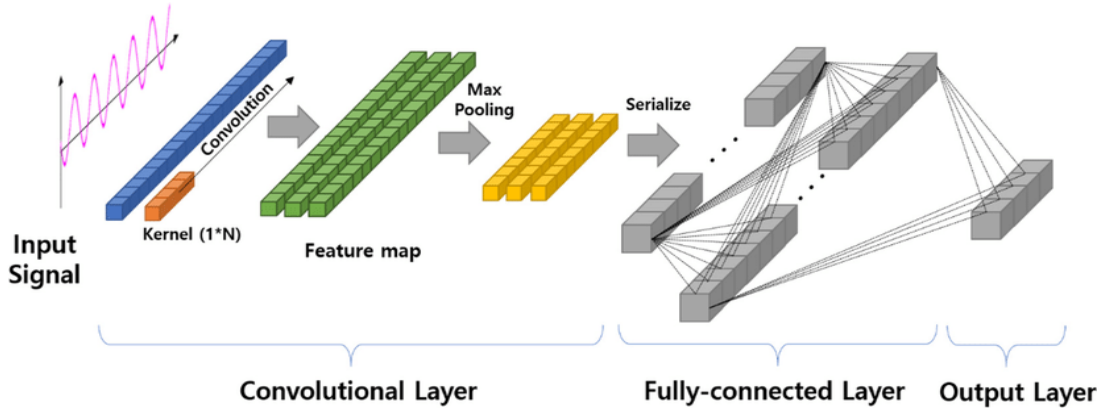 Input
Signal
Convolution
Kernel (1*N)
Feature map
Max
Pooling
Serialize
Convolutional Layer
Fully-connected Layer
Output Layer